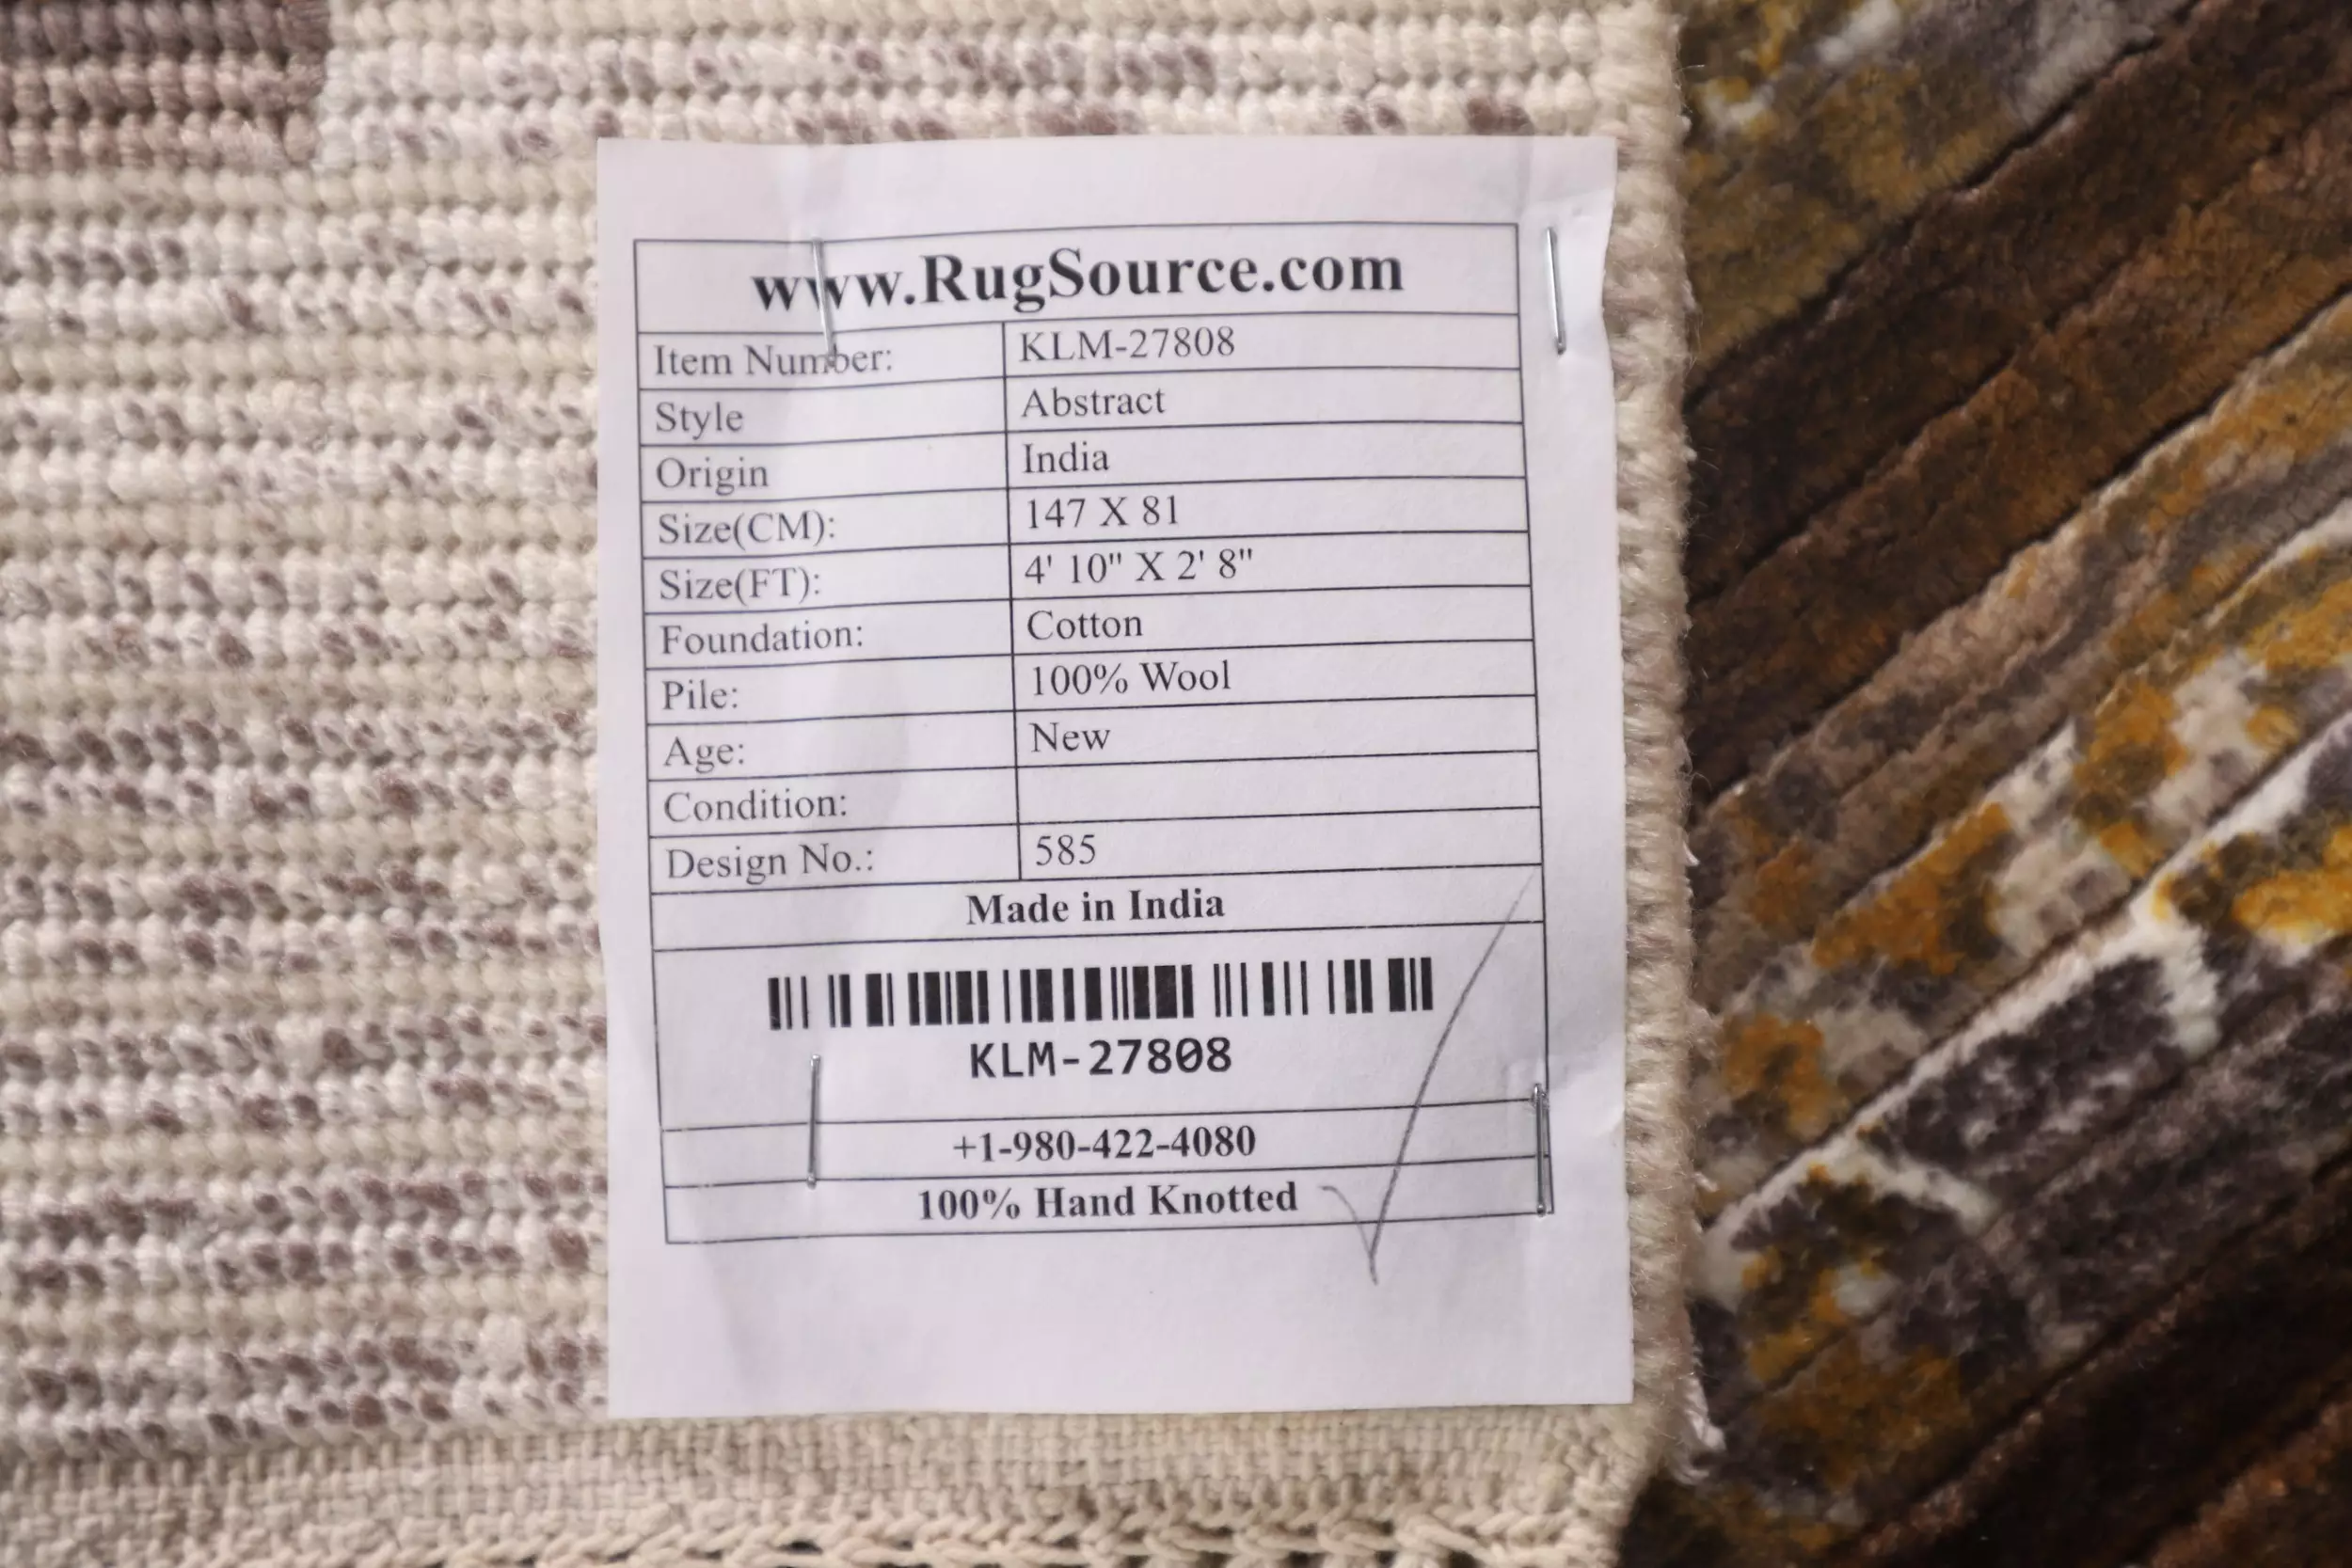 www.RugSource.com
Item Number: KLM-27808
Style Abstract
Origin India
Size(CM): 147 X 81
Size(FT): 4' 10" X 2' 8"
Foundation: Cotton
Pile: 100% Wool
Age: New
Condition:
Design No.: 585
Made in India
KLM-27808
+1-980-422-4080
100% Hand Knotted